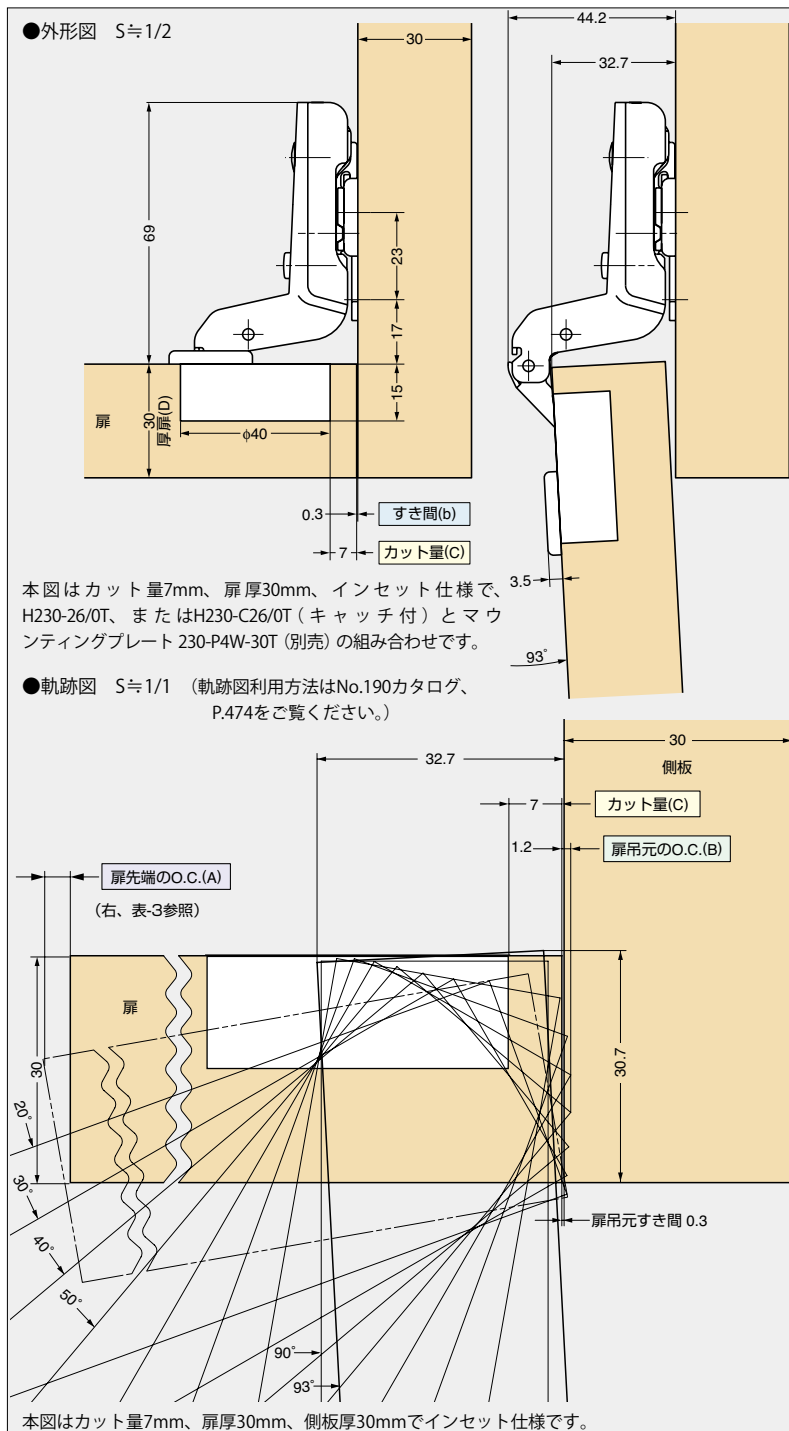 ●外形図 S≒1/2
44.2
30
32.7
69
23
17
15
扉
30
厚扉(D)
φ40
0.3
すき間(b)
7
カット量(C)
3.5
93°
本図はカット量7mm、扉厚30mm、インセット仕様で、
H230-26/0T、またはH230-C26/0T（キャッチ付）とマウ
ンティングプレート 230-P4W-30T（別売）の組み合わせです。
●軌跡図 S≒1/1 （軌跡図利用方法はNo.190カタログ、
P.474をご覧ください。）
32.7
30
側板
7
カット量(C)
1.2
扉吊元のO.C.(B)
扉先端のO.C.(A)
（右、表-3参照）
扉
30
30.7
20°
30°
40°
50°
扉吊元すき間 0.3
90°
93°
本図はカット量7mm、扉厚30mm、側板厚30mmでインセット仕様です。